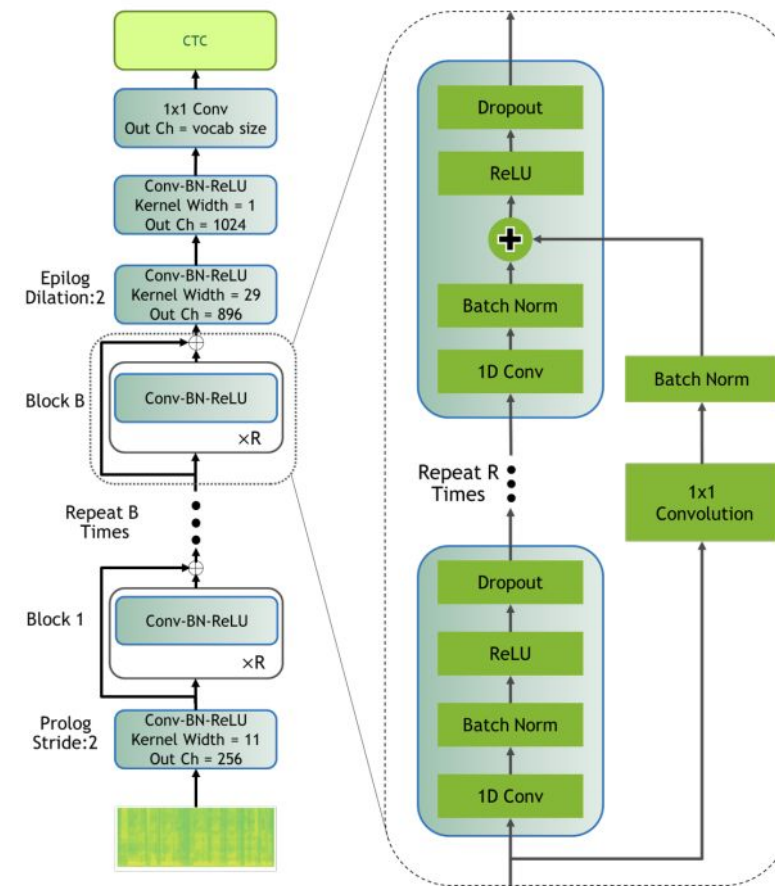 CTC
1x1 Conv
Out Ch = vocab size
Conv-BN-ReLU
Kernel Width = 1
Out Ch = 1024
Epilog
Dilation:2
Conv-BN-ReLU
Kernel Width = 29
Out Ch = 896
Block B
Conv-BN-ReLU
×R
Repeat B
Times
Block 1
Conv-BN-ReLU
×R
Prolog
Stride:2
Conv-BN-ReLU
Kernel Width = 11
Out Ch = 256
Dropout
ReLU
+
Batch Norm
1D Conv
Batch Norm
Repeat R
Times
1x1
Convolution
Dropout
ReLU
Batch Norm
1D Conv